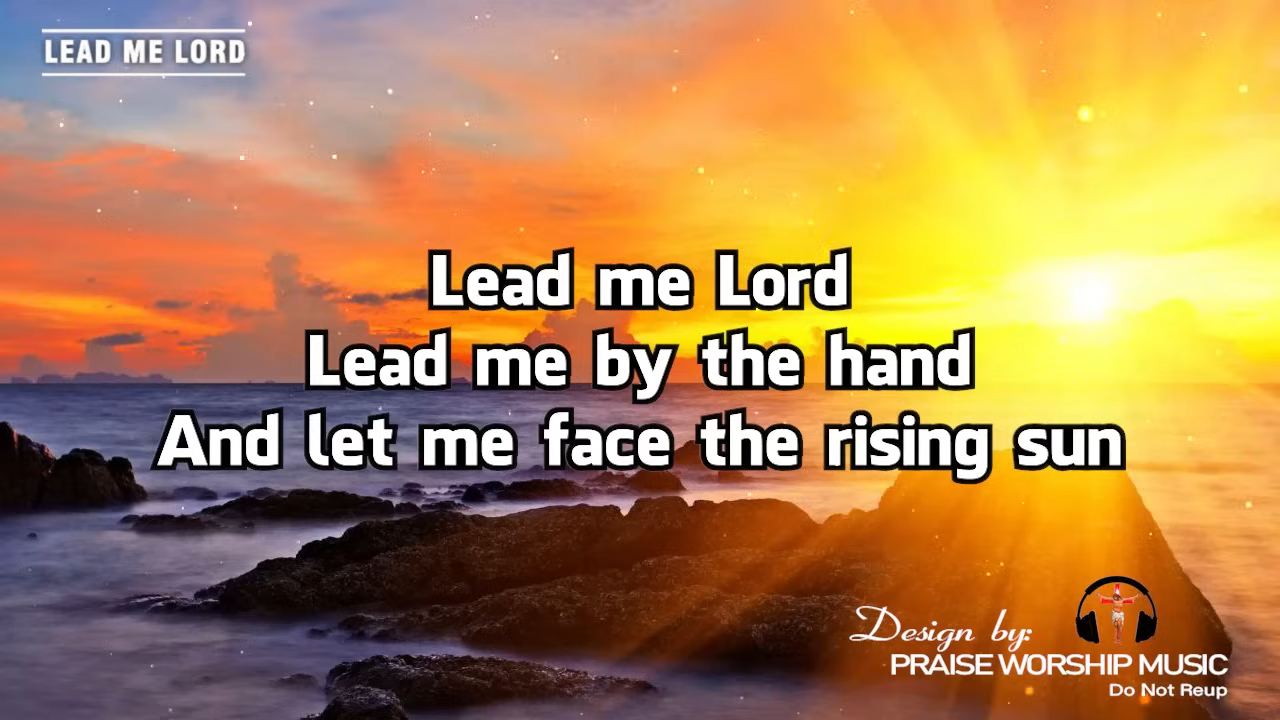 LEAD ME LORD
Lead me Lord
Lead me by the hand
And let me face the rising sun
Design by:
PRAISE WORSHIP MUSIC
Do Not Reup